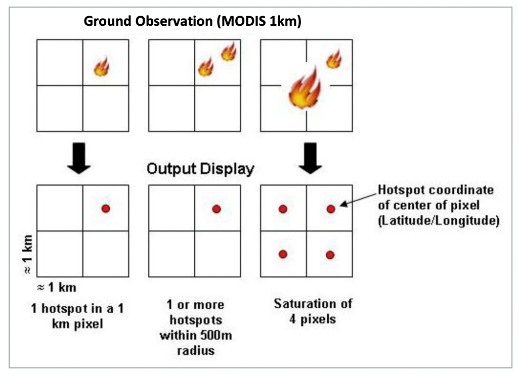 Ground Observation (MODIS 1km)
Output Display
Hotspot coordinate
of center of pixel
(Latitude/Longitude)
≈ 1 km
≈ 1 km
1 hotspot in a 1
km pixel
1 or more
hotspots
within 500m
radius
Saturation of
4 pixels